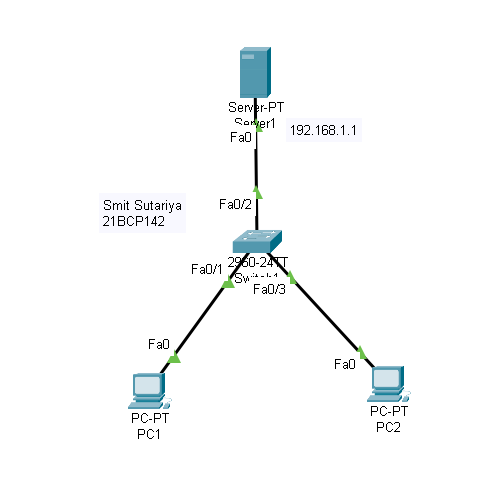 Server-PT
Server1
Fa0
192.168.1.1
Fa0/2
Smit Sutariya
21BCP142
2960-24TT
Switch1
Fa0/1
Fa0/3
Fa0
Fa0
PC-PT
PC1
PC-PT
PC2